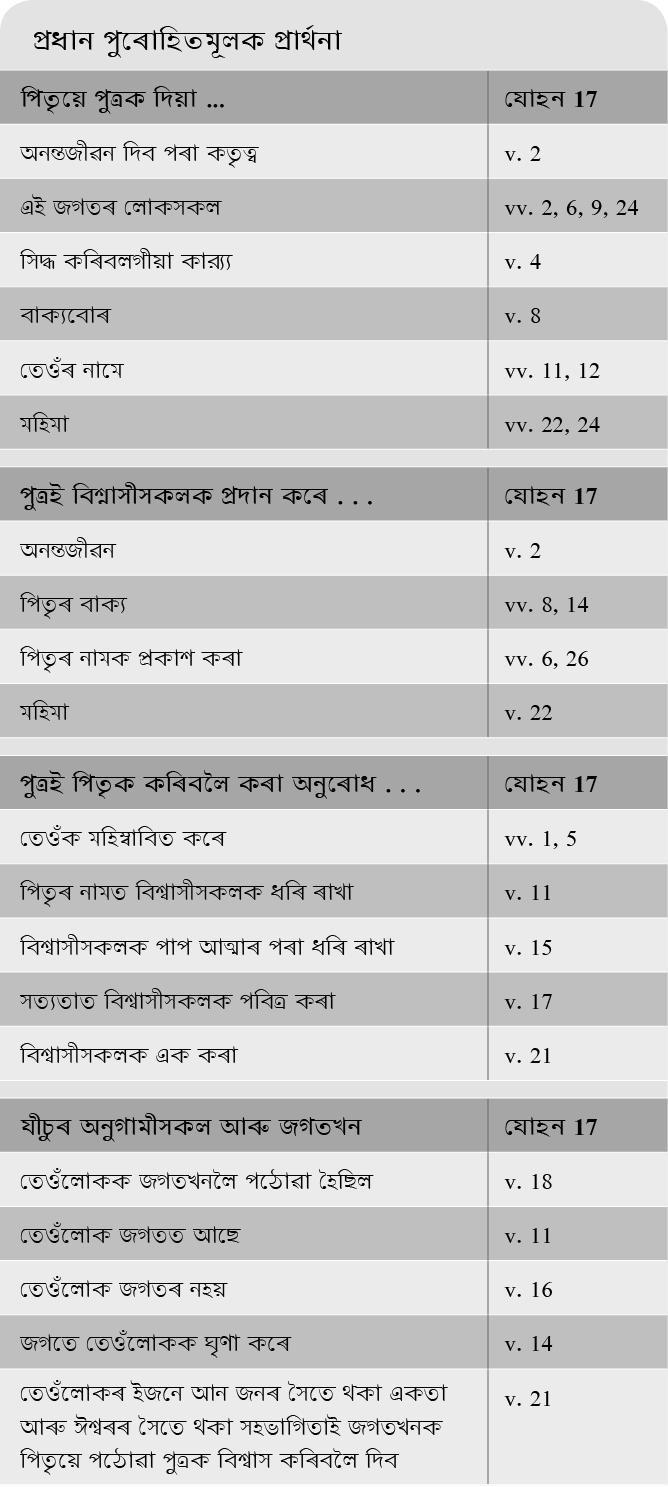 প্ৰধান পুৰোহিতমূলক প্ৰাৰ্থনা
পিতৃয়ে পুত্ৰক দিয়া ... যোহন 17
অনন্তজীৱন দিব পৰা কতৃত্ব v. 2
এই জগতৰ লোকসকল vv. 2, 6, 9, 24
সিদ্ধ কৰিবলগীয়া কাৰ্য্য v. 4
বাক্যবোৰ v. 8
তেওঁৰ নামে vv. 11, 12
মহিমা vv. 22, 24
পুত্ৰই বিশ্বাসীসকলক প্ৰদান কৰে . . . যোহন 17
অনন্তজীৱন v. 2
পিতৃৰ বাক্য vv. 8, 14
পিতৃৰ নামক প্ৰকাশ কৰা vv. 6, 26
মহিমা v. 22
পুত্ৰই পিতৃক কৰিবলৈ কৰা অনুৰোধ . . . যোহন 17
তেওঁক মহিম্বাবিত কৰে vv. 1, 5
পিতৃৰ নামত বিশ্বাসীসকলক ধৰি ৰাখা v. 11
বিশ্বাসীসকলক পাপ আত্মাৰ পৰা ধৰি ৰাখা v. 15
সত্যতাত বিশ্বাসীসকলক পবিত্ৰ কৰা v. 17
বিশ্বাসীসকলক এক কৰা v. 21
যীচুৰ অনুগামীসকল আৰু জগতখন যোহন 17
তেওঁলোকক জগতখনলৈ পঠোৱা হৈছিল v. 18
তেওঁলোক জগতত আছে v. 11
তেওঁলোক জগতৰ নহয় v. 16
জগতে তেওঁলোকক ঘৃণা কৰে v. 14
তেওঁলোকৰ ইজনে আন জনৰ সৈতে থকা একতা v. 21
আৰু ঈশ্বৰৰ সৈতে থকা সহভাগিতাই জগতখনক
পিতৃয়ে পঠোৱা পুত্ৰক বিশ্বাস কৰিবলৈ দিব